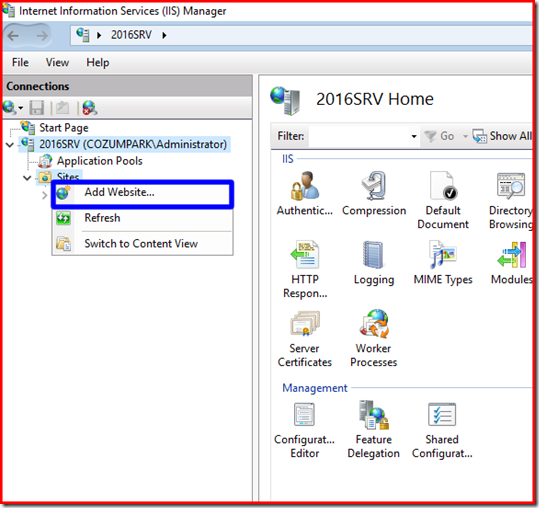 Internet Information Services (IIS) Manager
2016SRV
File View Help
Connections
Start Page
2016SRV (COZUMPARK\Administrator)
Application Pools
Sites
Add Website...
Refresh
Switch to Content View
2016SRV Home
Filter: Go Show All
IIS
Authentic... Compression Default Document Directory Browsing
HTTP Respon... Logging MIME Types Modules
Server Certificates Worker Processes
Management
Configurat... Editor Feature Delegation Shared Configurat...